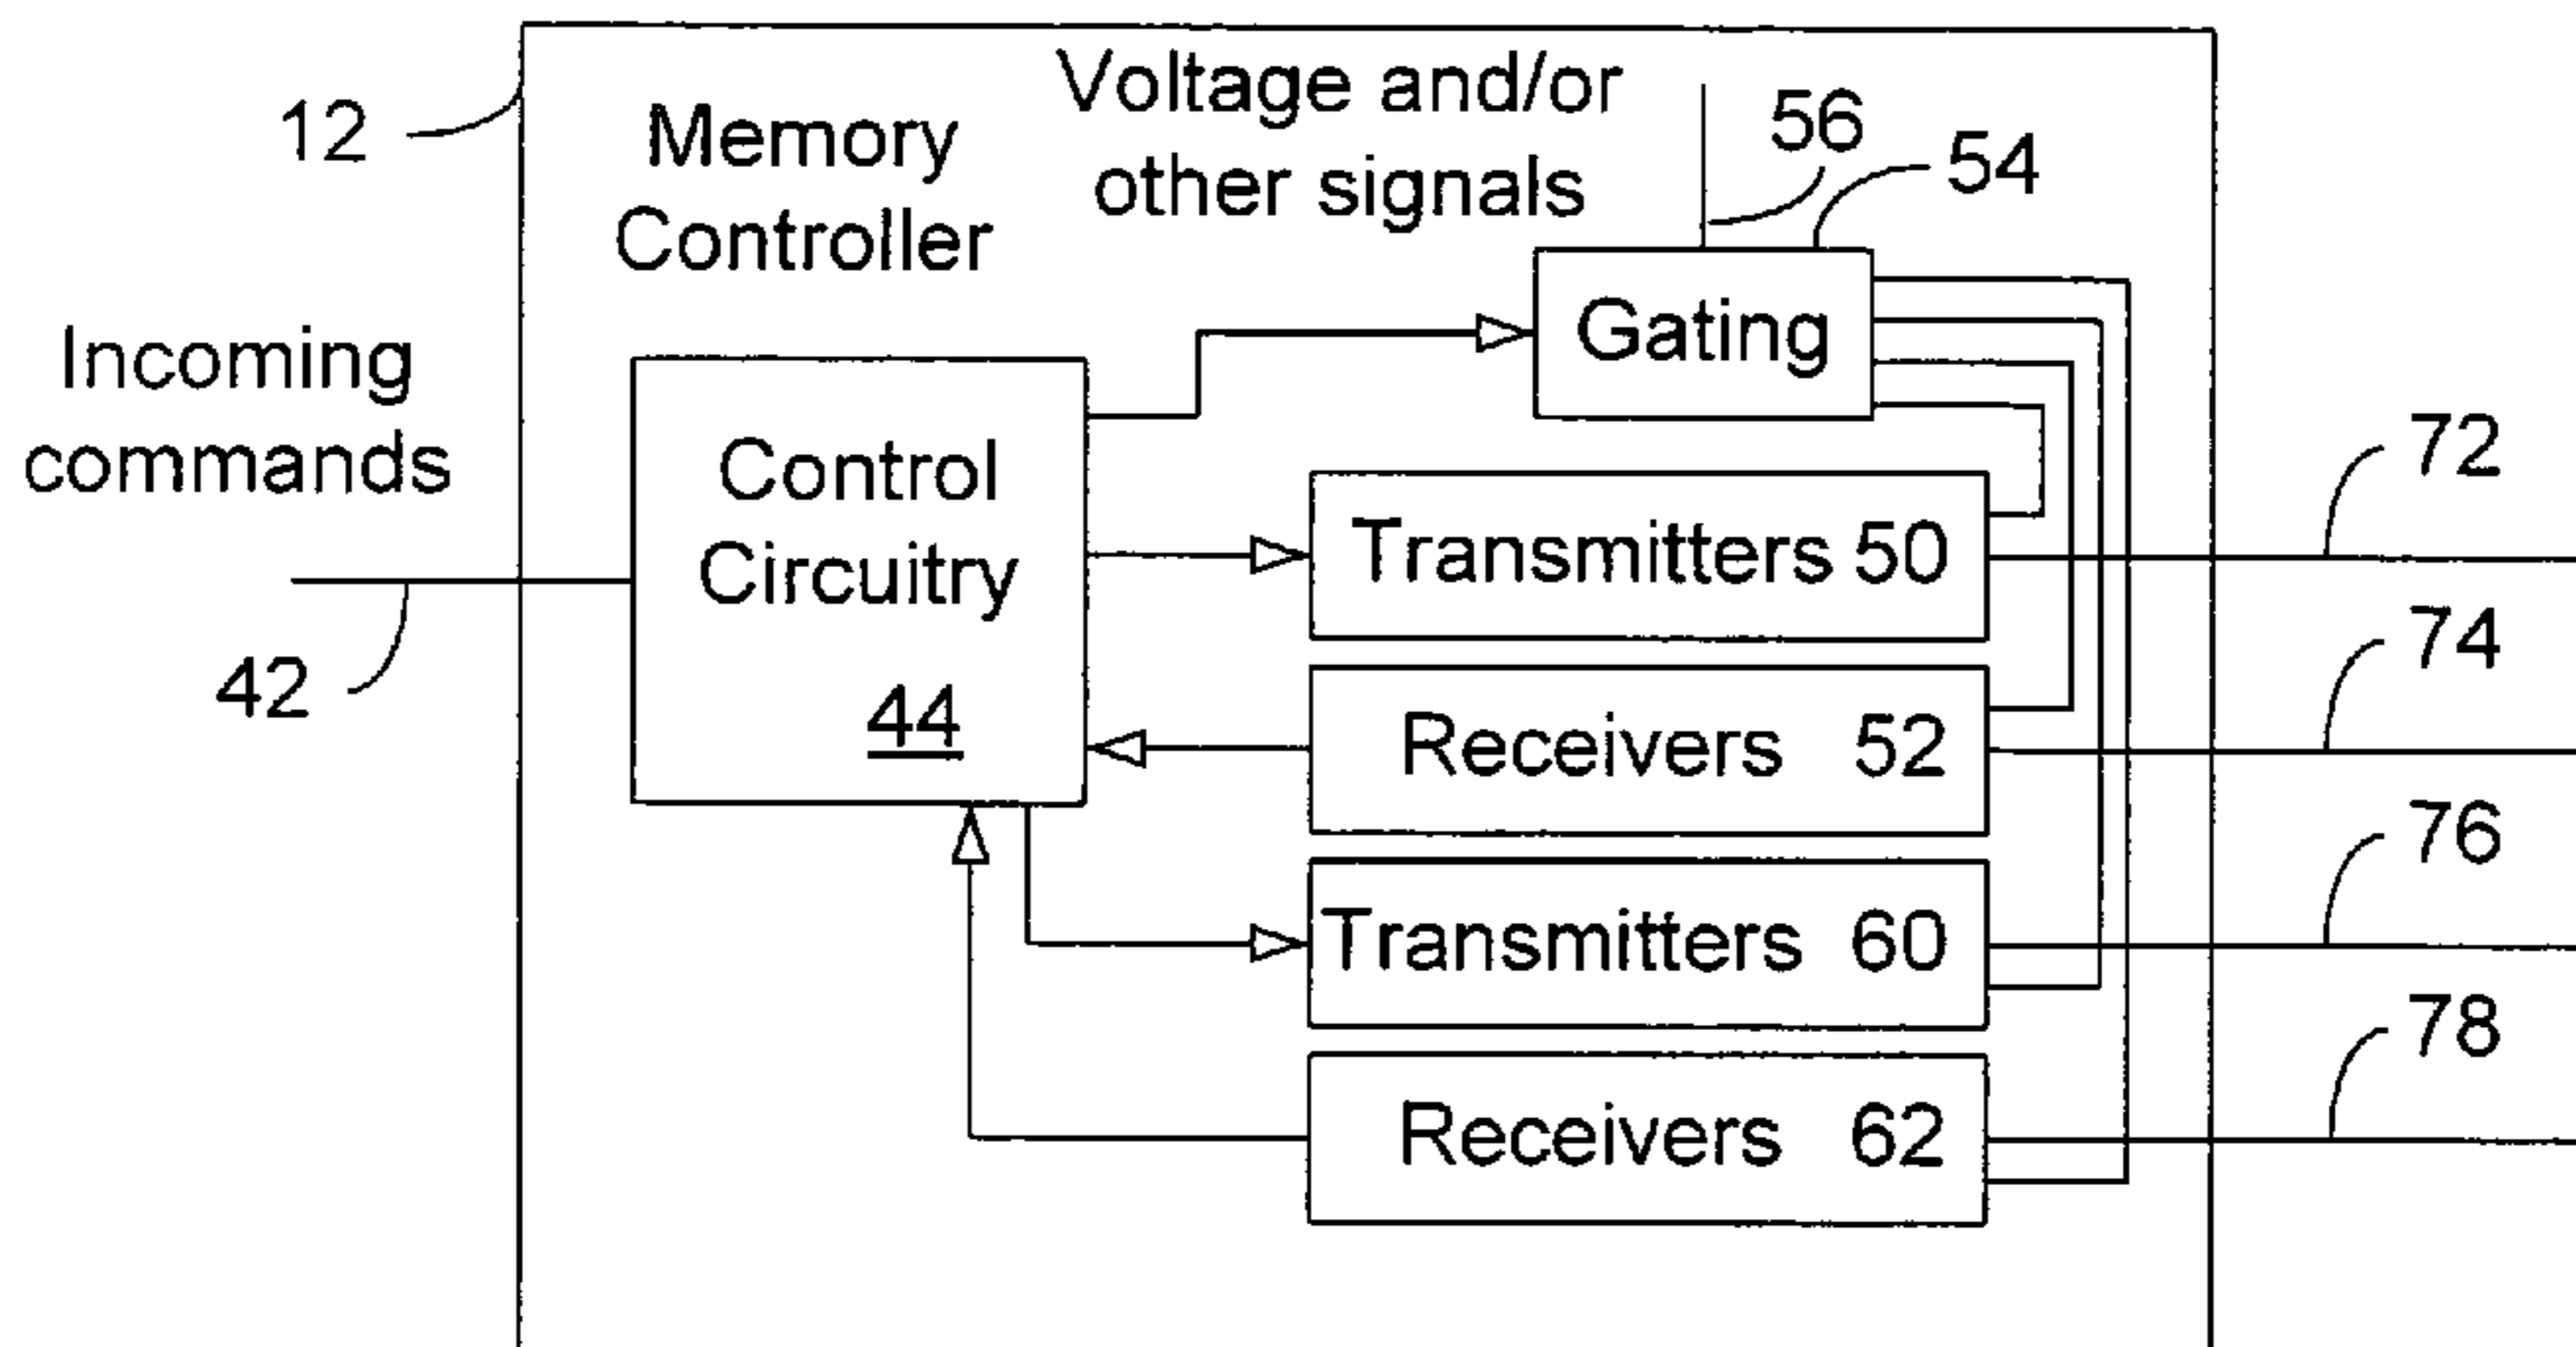 12
Memory
Controller
Voltage and/or
other signals
56
54
Incoming
commands
42
Control
Circuitry
44
Gating
Transmitters 50
72
Receivers 52
74
Transmitters 60
76
Receivers 62
78